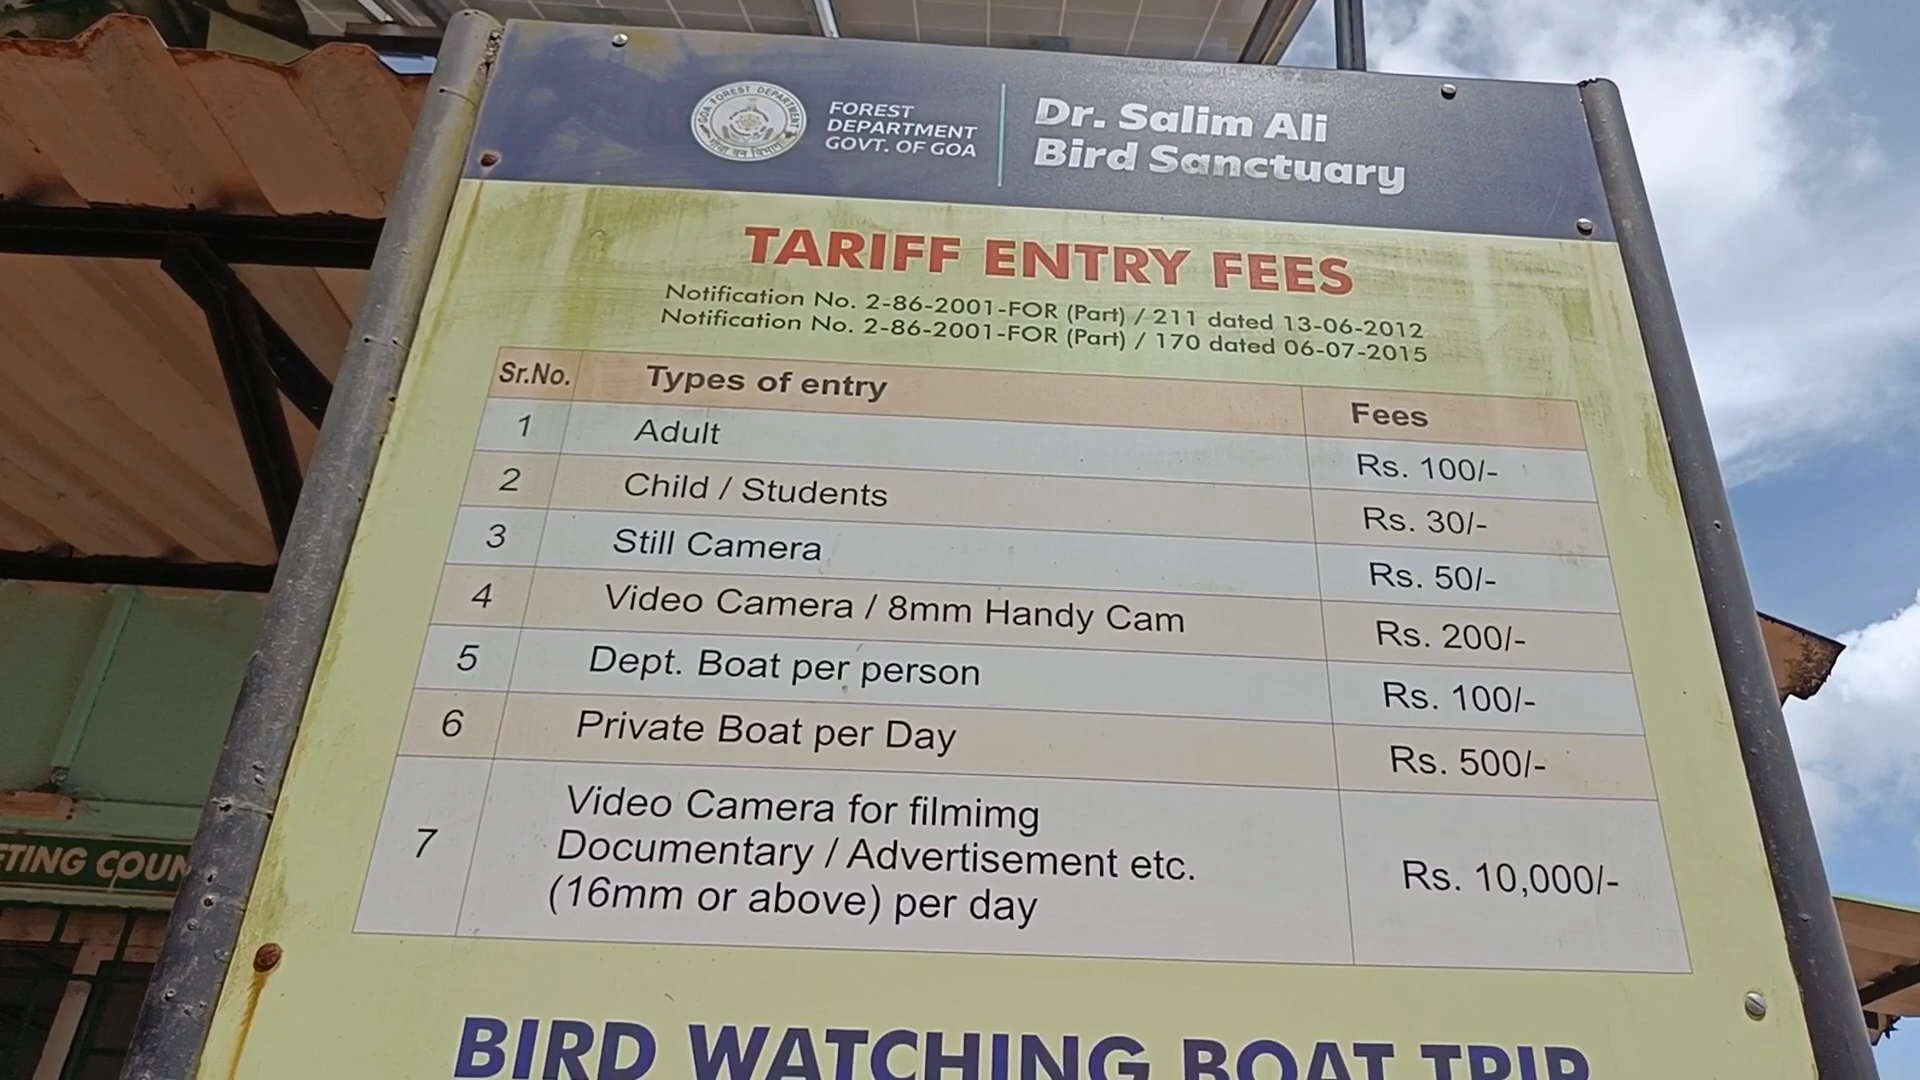 GOA FOREST DEPARTMENT
गोवा वन विभाग
FOREST
DEPARTMENT
GOVT. OF GOA
Dr. Salim Ali
Bird Sanctuary
TARIFF ENTRY FEES
Notification No. 2-86-2001-FOR (Part) / 211 dated 13-06-2012
Notification No. 2-86-2001-FOR (Part) / 170 dated 06-07-2015
Sr.No. Types of entry Fees
1 Adult Rs. 100/-
2 Child / Students Rs. 30/-
3 Still Camera Rs. 50/-
4 Video Camera / 8mm Handy Cam Rs. 200/-
5 Dept. Boat per person Rs. 100/-
6 Private Boat per Day Rs. 500/-
7 Video Camera for filmimg
Documentary / Advertisement etc.
(16mm or above) per day Rs. 10,000/-
BIRD WATCHING BOAT TRIP